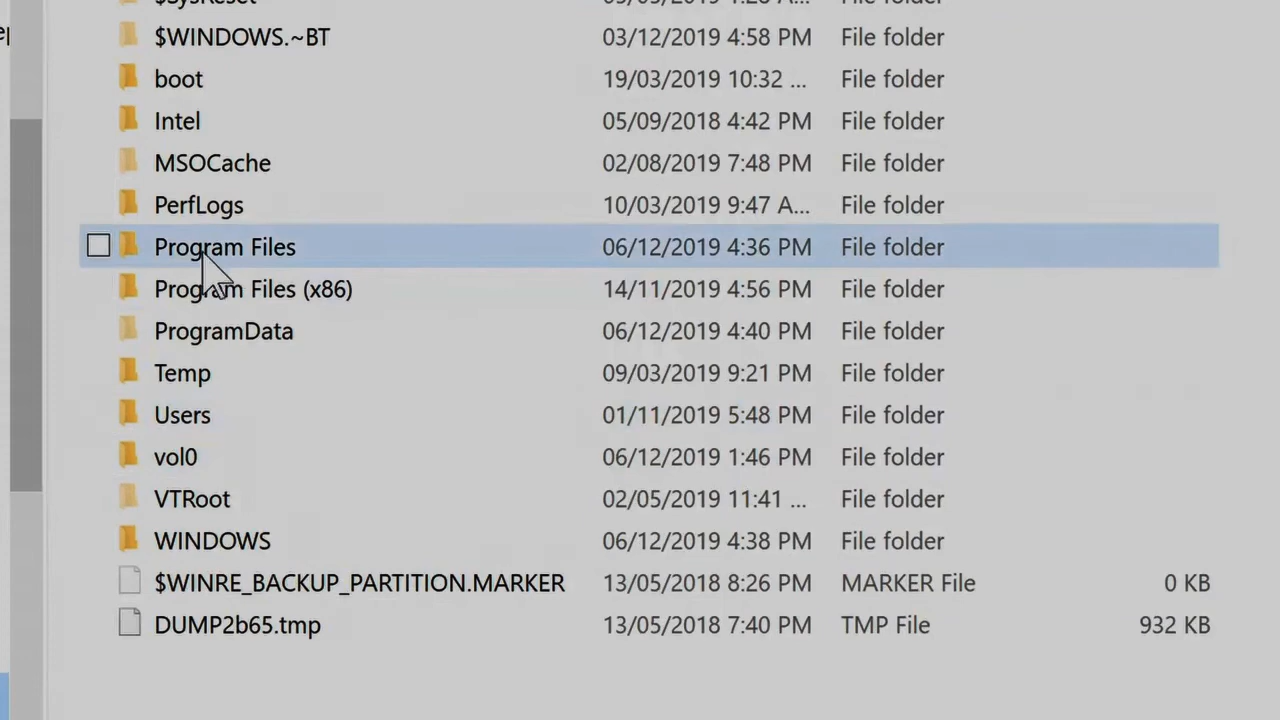 $WINDOWS.~BT 03/12/2019 4:58 PM File folder
boot 19/03/2019 10:32 ... File folder
Intel 05/09/2018 4:42 PM File folder
MSOCache 02/08/2019 7:48 PM File folder
PerfLogs 10/03/2019 9:47 A... File folder
Program Files 06/12/2019 4:36 PM File folder
Program Files (x86) 14/11/2019 4:56 PM File folder
ProgramData 06/12/2019 4:40 PM File folder
Temp 09/03/2019 9:21 PM File folder
Users 01/11/2019 5:48 PM File folder
vol0 06/12/2019 1:46 PM File folder
VTRoot 02/05/2019 11:41 ... File folder
WINDOWS 06/12/2019 4:38 PM File folder
$WINRE_BACKUP_PARTITION.MARKER 13/05/2018 8:26 PM MARKER File 0 KB
DUMP2b65.tmp 13/05/2018 7:40 PM TMP File 932 KB